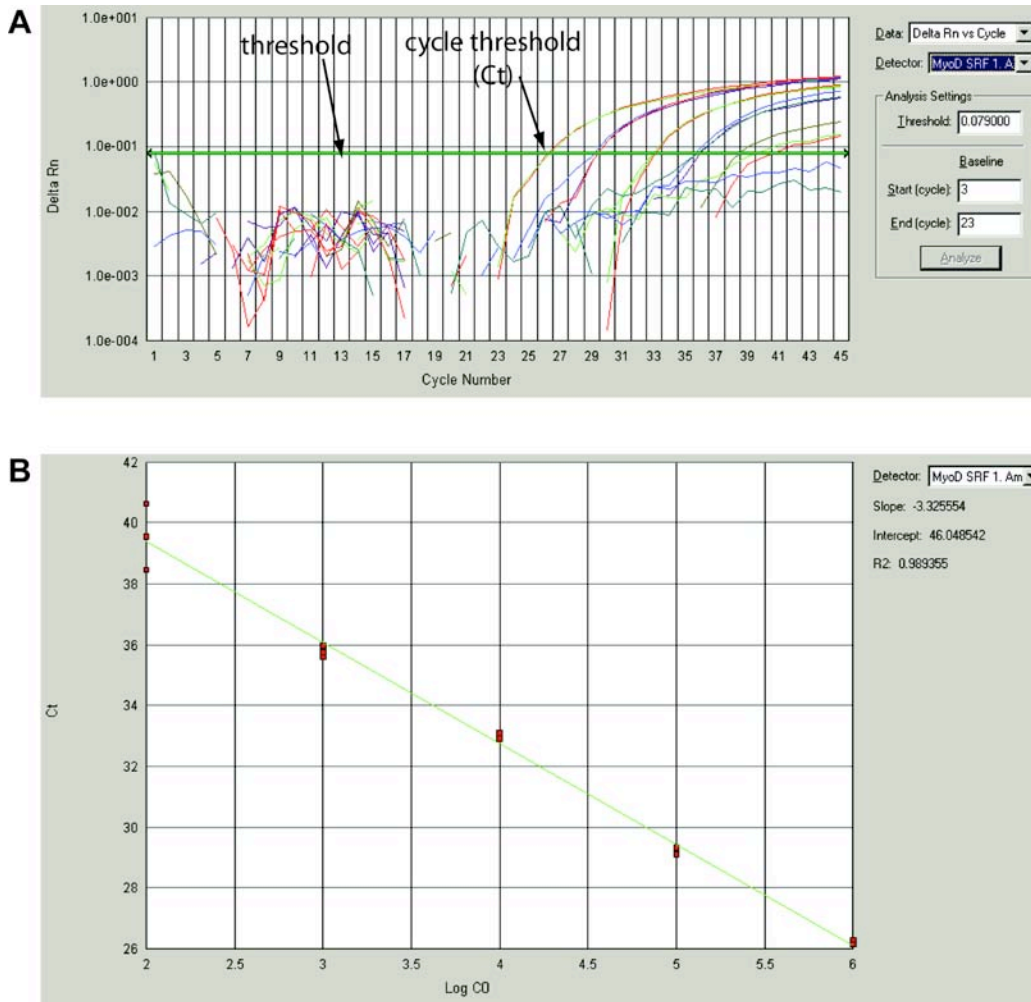 A
1.0e+001
1.0e+000
1.0e-001
1.0e-002
1.0e-003
1.0e-004
Delta Rn
threshold
cycle threshold
(Ct)
1 3 5 7 9 11 13 15 17 19 21 23 25 27 29 31 33 35 37 39 41 43 45
Cycle Number
Data: Delta Rn vs Cycle
Detector: MyoD SRF 1. A
Analysis Settings
Threshold: 0.079000
Baseline
Start (cycle): 3
End (cycle): 23
Analyze
B
42
40
38
36
34
32
30
28
26
Ct
2 2.5 3 3.5 4 4.5 5 5.5 6
Log C0
Detector: MyoD SRF 1. Am
Slope: -3.325554
Intercept: 46.048542
R2: 0.989355